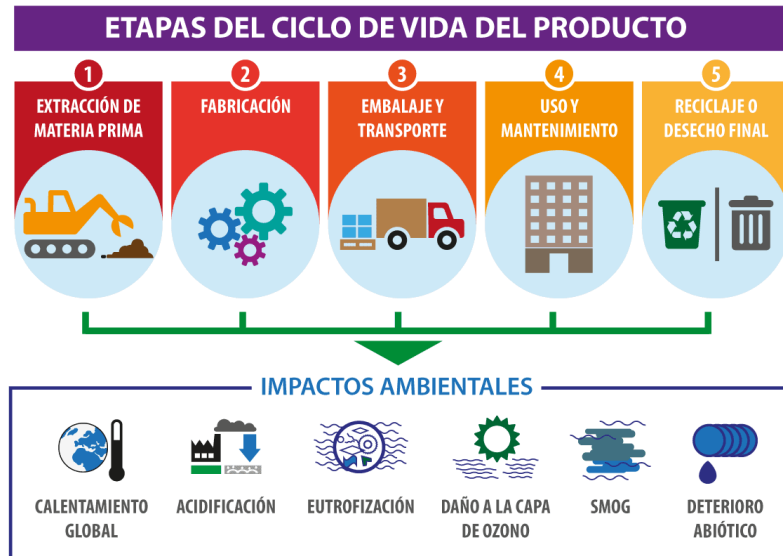 ETAPAS DEL CICLO DE VIDA DEL PRODUCTO
1
EXTRACCIÓN DE
MATERIA PRIMA
2
FABRICACIÓN
3
EMBALAJE Y
TRANSPORTE
4
USO Y
MANTENIMIENTO
5
RECICLAJE O
DESECHO FINAL
IMPACTOS AMBIENTALES
CALENTAMIENTO
GLOBAL
ACIDIFICACIÓN
EUTROFIZACIÓN
DAÑO A LA CAPA
DE OZONO
SMOG
DETERIORO
ABIÓTICO